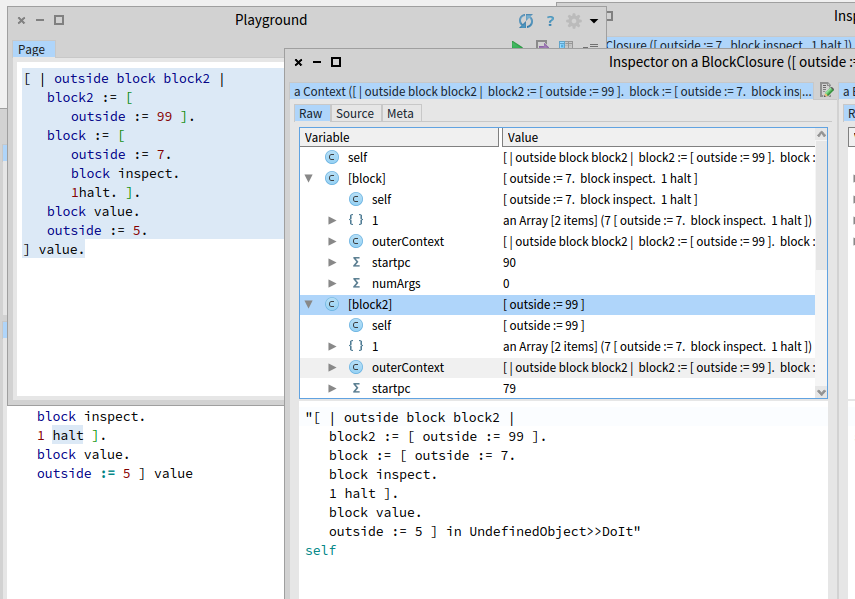 Playground
?
Page
[ | outside block block2 |
block2 := [
outside := 99 ].
block := [
outside := 7.
block inspect.
1halt. ].
block value.
outside := 5.
] value.
block inspect.
1 halt ].
block value.
outside := 5 ] value
Insp
Closure ([ outside := 7. block inspect. 1 halt ])
Inspector on a BlockClosure ([ outside :=
a Context ([ | outside block block2 | block2 := [ outside := 99 ]. block := [ outside := 7. block ins...
a B
Raw Source Meta
R
Variable Value
self [ | outside block block2 | block2 := [ outside := 99 ]. block :
[block] [ outside := 7. block inspect. 1 halt ]
self [ outside := 7. block inspect. 1 halt ]
{ } 1 an Array [2 items] (7 [ outside := 7. block inspect. 1 halt ])
outerContext [ | outside block block2 | block2 := [ outside := 99 ]. block :
Σ startpc 90
Σ numArgs 0
[block2] [ outside := 99 ]
self [ outside := 99 ]
{ } 1 an Array [2 items] (7 [ outside := 7. block inspect. 1 halt ])
outerContext [ | outside block block2 | block2 := [ outside := 99 ]. block :
Σ startpc 79
"[ | outside block block2 |
block2 := [ outside := 99 ].
block := [ outside := 7.
block inspect.
1 halt ].
block value.
outside := 5 ] in UndefinedObject>>DoIt"
self